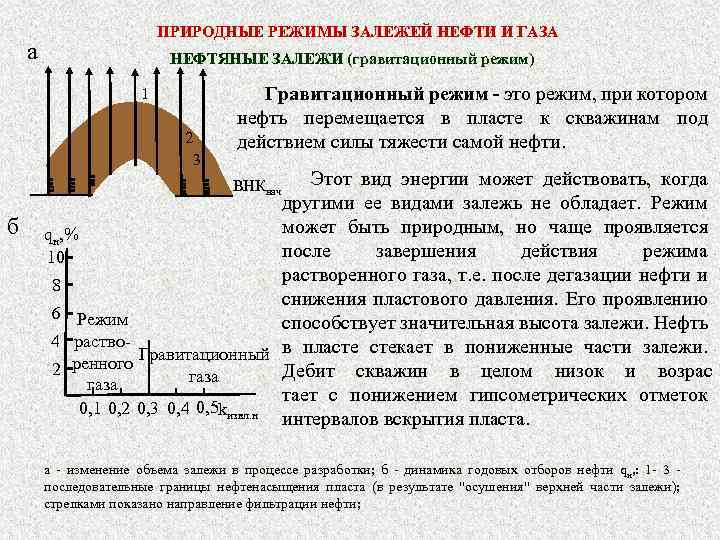 ПРИРОДНЫЕ РЕЖИМЫ ЗАЛЕЖЕЙ НЕФТИ И ГАЗА
НЕФТЯНЫЕ ЗАЛЕЖИ (гравитационный режим)
а
1
2
3
ВНКнач
Гравитационный режим - это режим, при котором
нефть перемещается в пласте к скважинам под
действием силы тяжести самой нефти.
Этот вид энергии может действовать, когда
другими ее видами залежь не обладает. Режим
может быть природным, но чаще проявляется
после завершения действия режима
растворенного газа, т.е. после дегазации нефти и
снижения пластового давления. Его проявлению
способствует значительная высота залежи. Нефть
в пласте стекает в пониженные части залежи.
Дебит скважин в целом низок и возрас
тает с понижением гипсометрических отметок
интервалов вскрытия пласта.
б
qн,%
10
8
6
4
2
Режим
раство-
ренного
газа
Гравитационный
газа
0,1 0,2 0,3 0,4 0,5 kизвл.н
а - изменение объема залежи в процессе разработки; б - динамика годовых отборов нефти qн,: 1- 3 -
последовательные границы нефтенасыщения пласта (в результате "осушения" верхней части залежи);
стрелками показано направление фильтрации нефти;